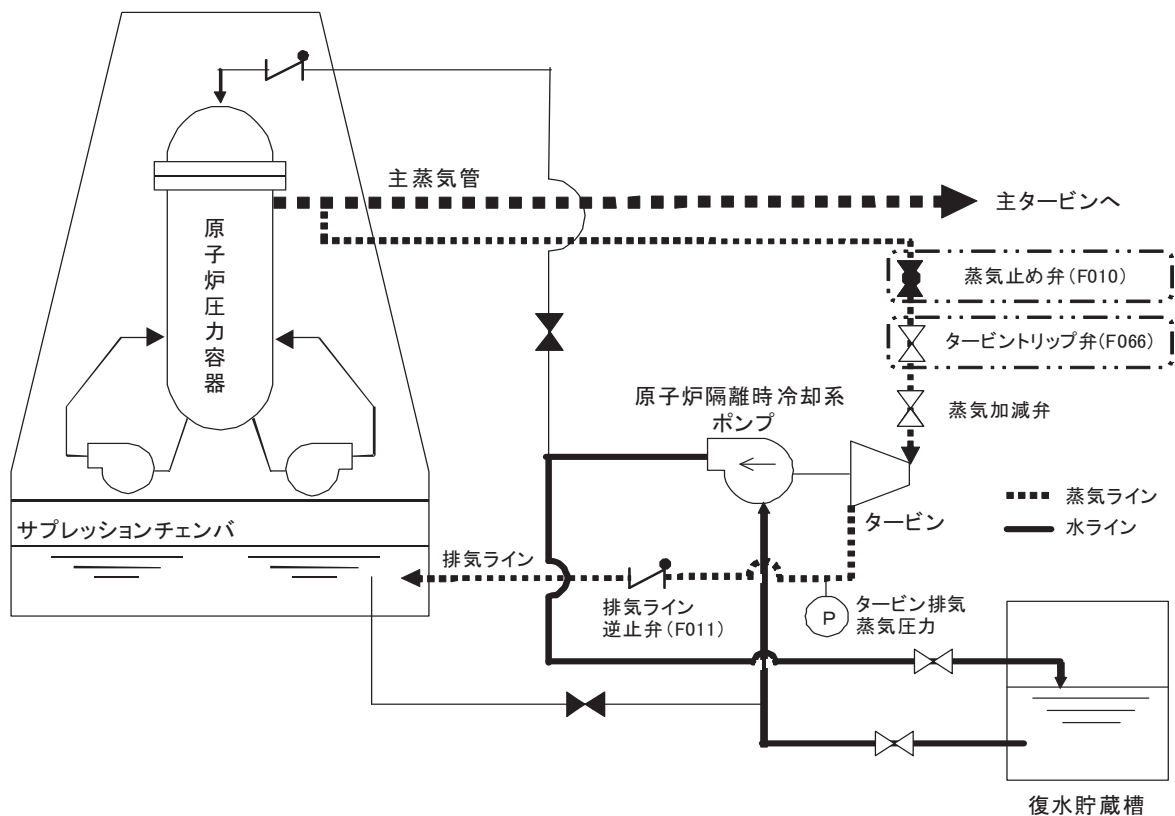 主蒸気管
主タービンへ
原子炉圧力容器
蒸気止め弁(F010)
タービントリップ弁(F066)
原子炉隔離時冷却系
ポンプ
蒸気加減弁
蒸気ライン
水ライン
サプレッションチェンバ
タービン
排気ライン
排気ライン
逆止弁(F011)
P
タービン排気
蒸気圧力
復水貯蔵槽